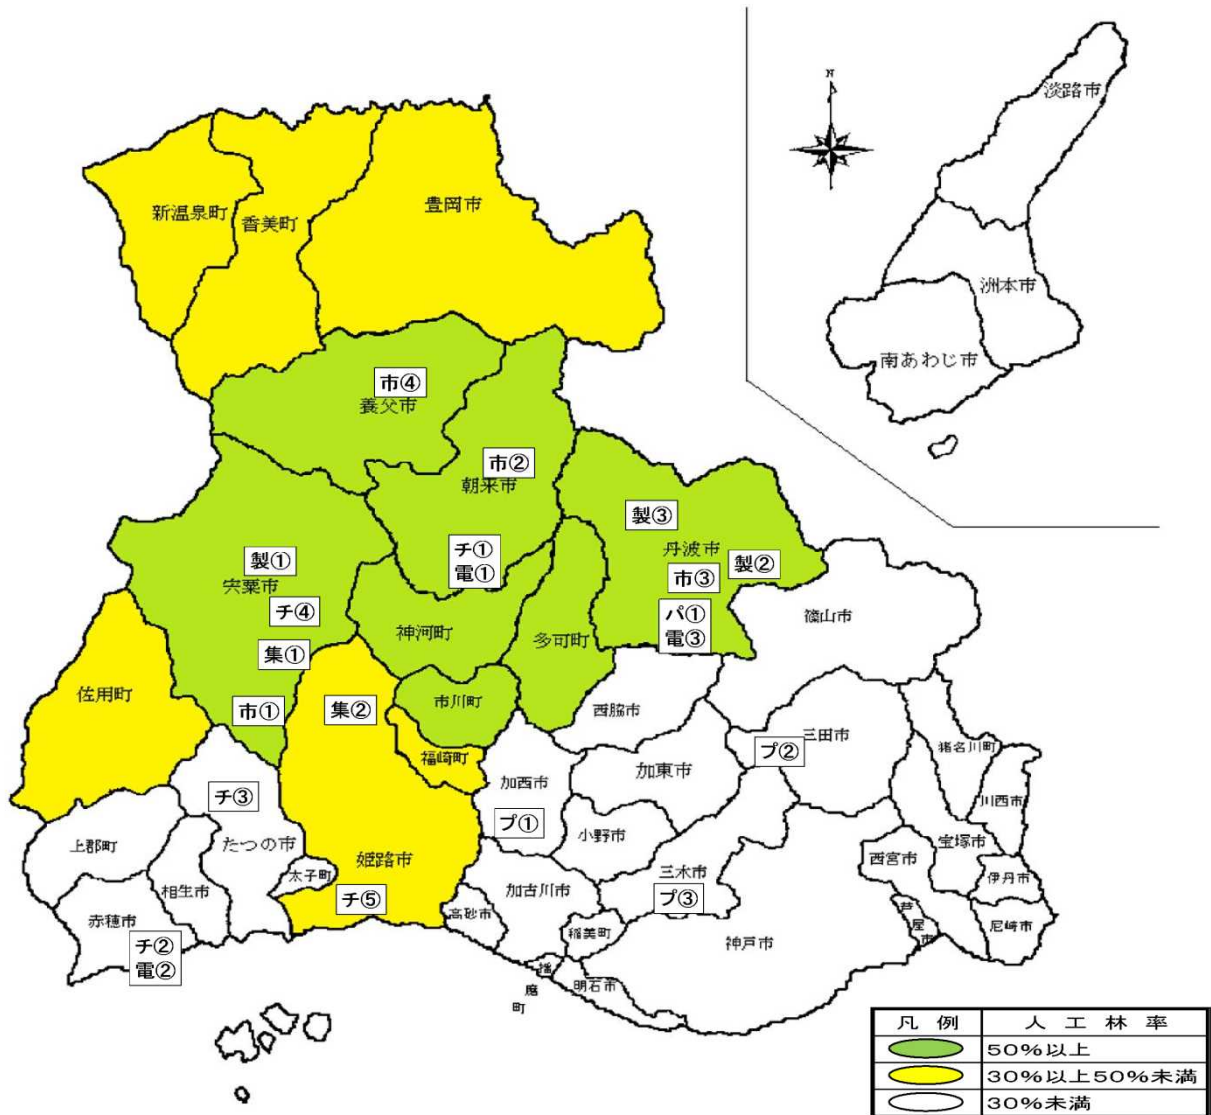 N
淡路市
洲本市
南あわじ市
新温泉町
香美町
豊岡市
市④
養父市
市②
朝来市
チ①
電①
製③
丹波市
製②
市③
パ①
電③
製①
宍粟市
チ④
集①
市①
神河町
多可町
市川町
篠山市
佐用町
集②
福崎町
西脇市
加西市
プ①
加東市
プ②
三田市
猪名川町
川西市
チ③
たつの市
上郡町
相生市
太子町
姫路市
チ⑤
小野市
三木市
プ③
西宮市
宝塚市
伊丹市
赤穂市
チ②
電②
高砂市
加古川市
稲美町
神戸市
芦
屋
市
尼崎市
播
磨
町
明石市
凡 例 人 工 林 率
50%以上
30%以上50%未満
30%未満